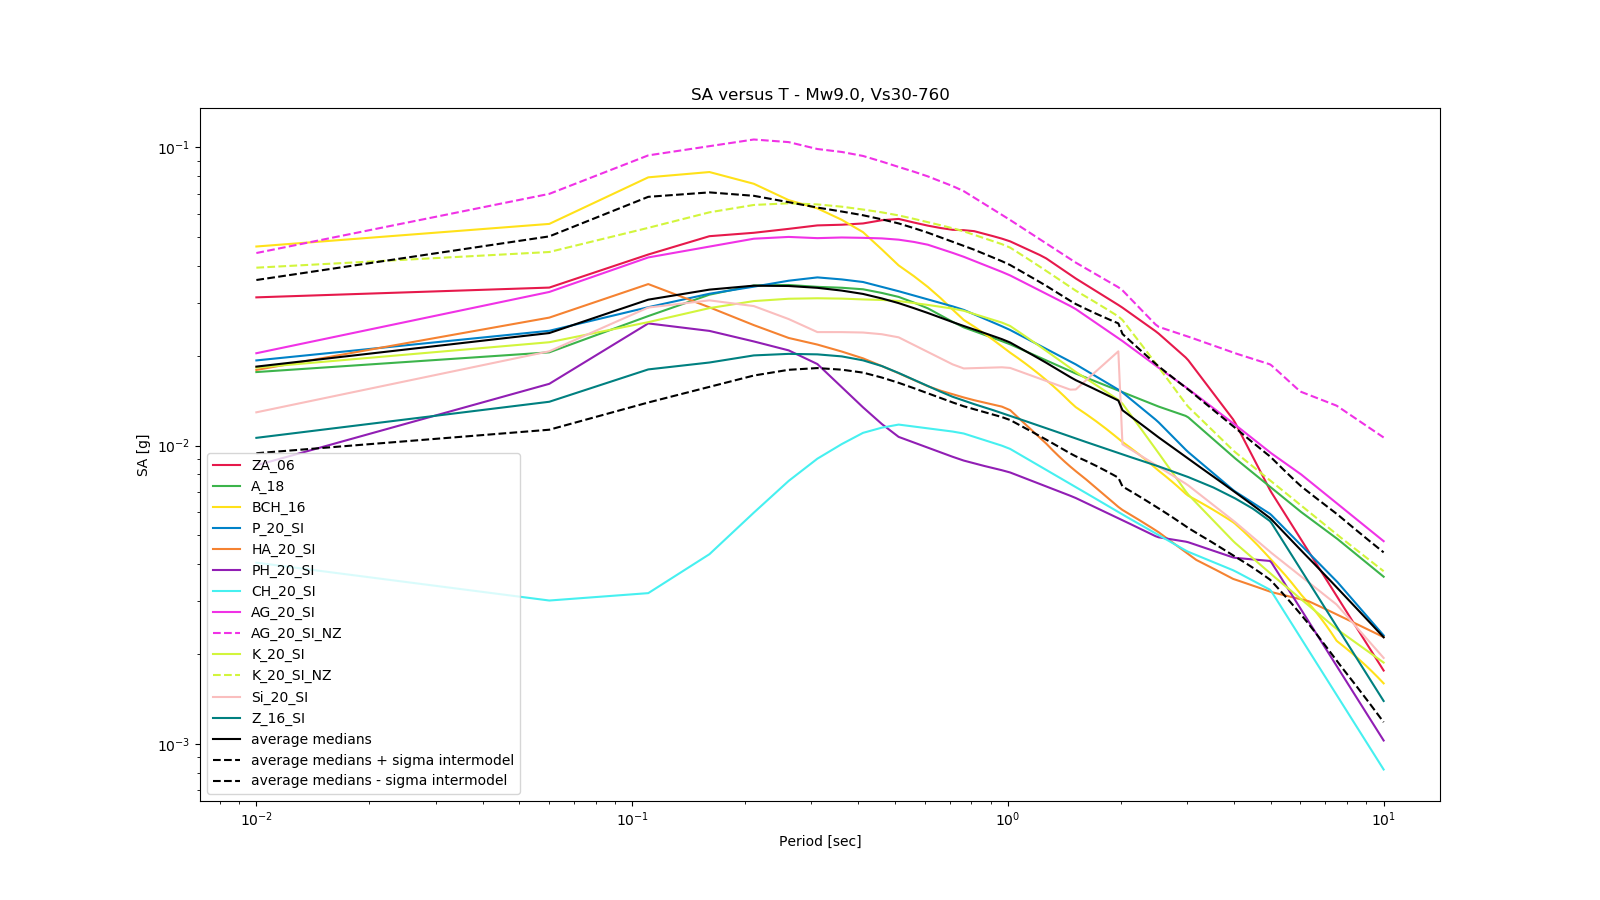 SA versus T - Mw9.0, Vs30-760
SA [g]
10⁻¹
10⁻²
10⁻³
ZA_06
A_18
BCH_16
P_20_SI
HA_20_SI
PH_20_SI
CH_20_SI
AG_20_SI
AG_20_SI_NZ
K_20_SI
K_20_SI_NZ
Si_20_SI
Z_16_SI
average medians
average medians + sigma intermodel
average medians - sigma intermodel
10⁻² 10⁻¹ 10⁰ 10¹
Period [sec]